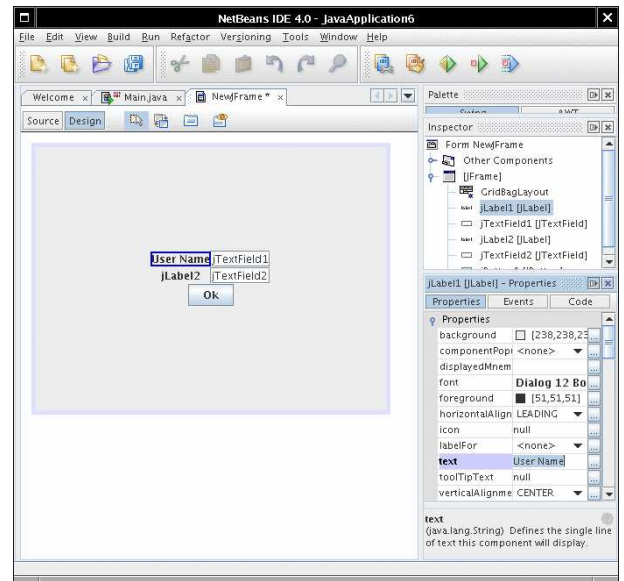 NetBeans IDE 4.0 - JavaApplication6
File Edit View Build Run Refactor Versioning Tools Window Help
Welcome x Main.java x NewJFrame * x
Source Design
User Name jTextField1
jLabel2 jTextField2
Ok
Palette
Swing AWT
Inspector
Form NewJFrame
Other Components
[JFrame]
GridBagLayout
jLabel1 [JLabel]
jTextField1 [JTextField]
jLabel2 [JLabel]
jTextField2 [JTextField]
jLabel1 [JLabel] - Properties
Properties Events Code
Properties
background [238,238,23
componentPop <none>
displayedMnem
font Dialog 12 Bo
foreground [51,51,51]
horizontalAlign LEADING
icon null
labelFor <none>
text User Name
toolTipText null
verticalAlignme CENTER
text
(java.lang.String) Defines the single line
of text this component will display.